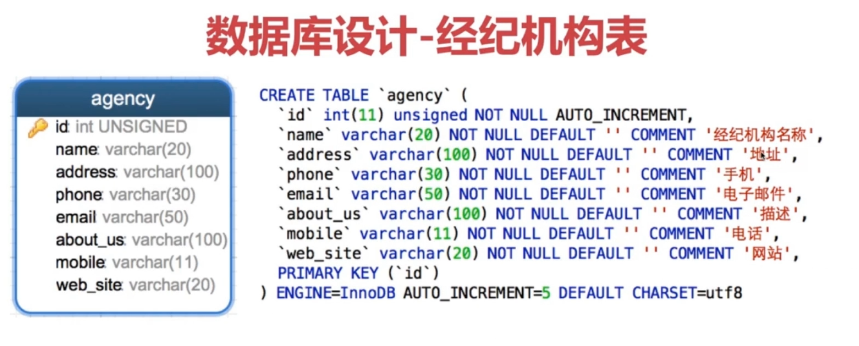 数据库设计-经纪机构表
agency
id: int UNSIGNED
name: varchar(20)
address: varchar(100)
phone: varchar(30)
email: varchar(50)
about_us: varchar(100)
mobile: varchar(11)
web_site: varchar(20)
CREATE TABLE `agency` (
`id` int(11) unsigned NOT NULL AUTO_INCREMENT,
`name` varchar(20) NOT NULL DEFAULT '' COMMENT '经纪机构名称',
`address` varchar(100) NOT NULL DEFAULT '' COMMENT '地址',
`phone` varchar(30) NOT NULL DEFAULT '' COMMENT '手机',
`email` varchar(50) NOT NULL DEFAULT '' COMMENT '电子邮件',
`about_us` varchar(100) NOT NULL DEFAULT '' COMMENT '描述',
`mobile` varchar(11) NOT NULL DEFAULT '' COMMENT '电话',
`web_site` varchar(20) NOT NULL DEFAULT '' COMMENT '网站',
PRIMARY KEY (`id`)
) ENGINE=InnoDB AUTO_INCREMENT=5 DEFAULT CHARSET=utf8